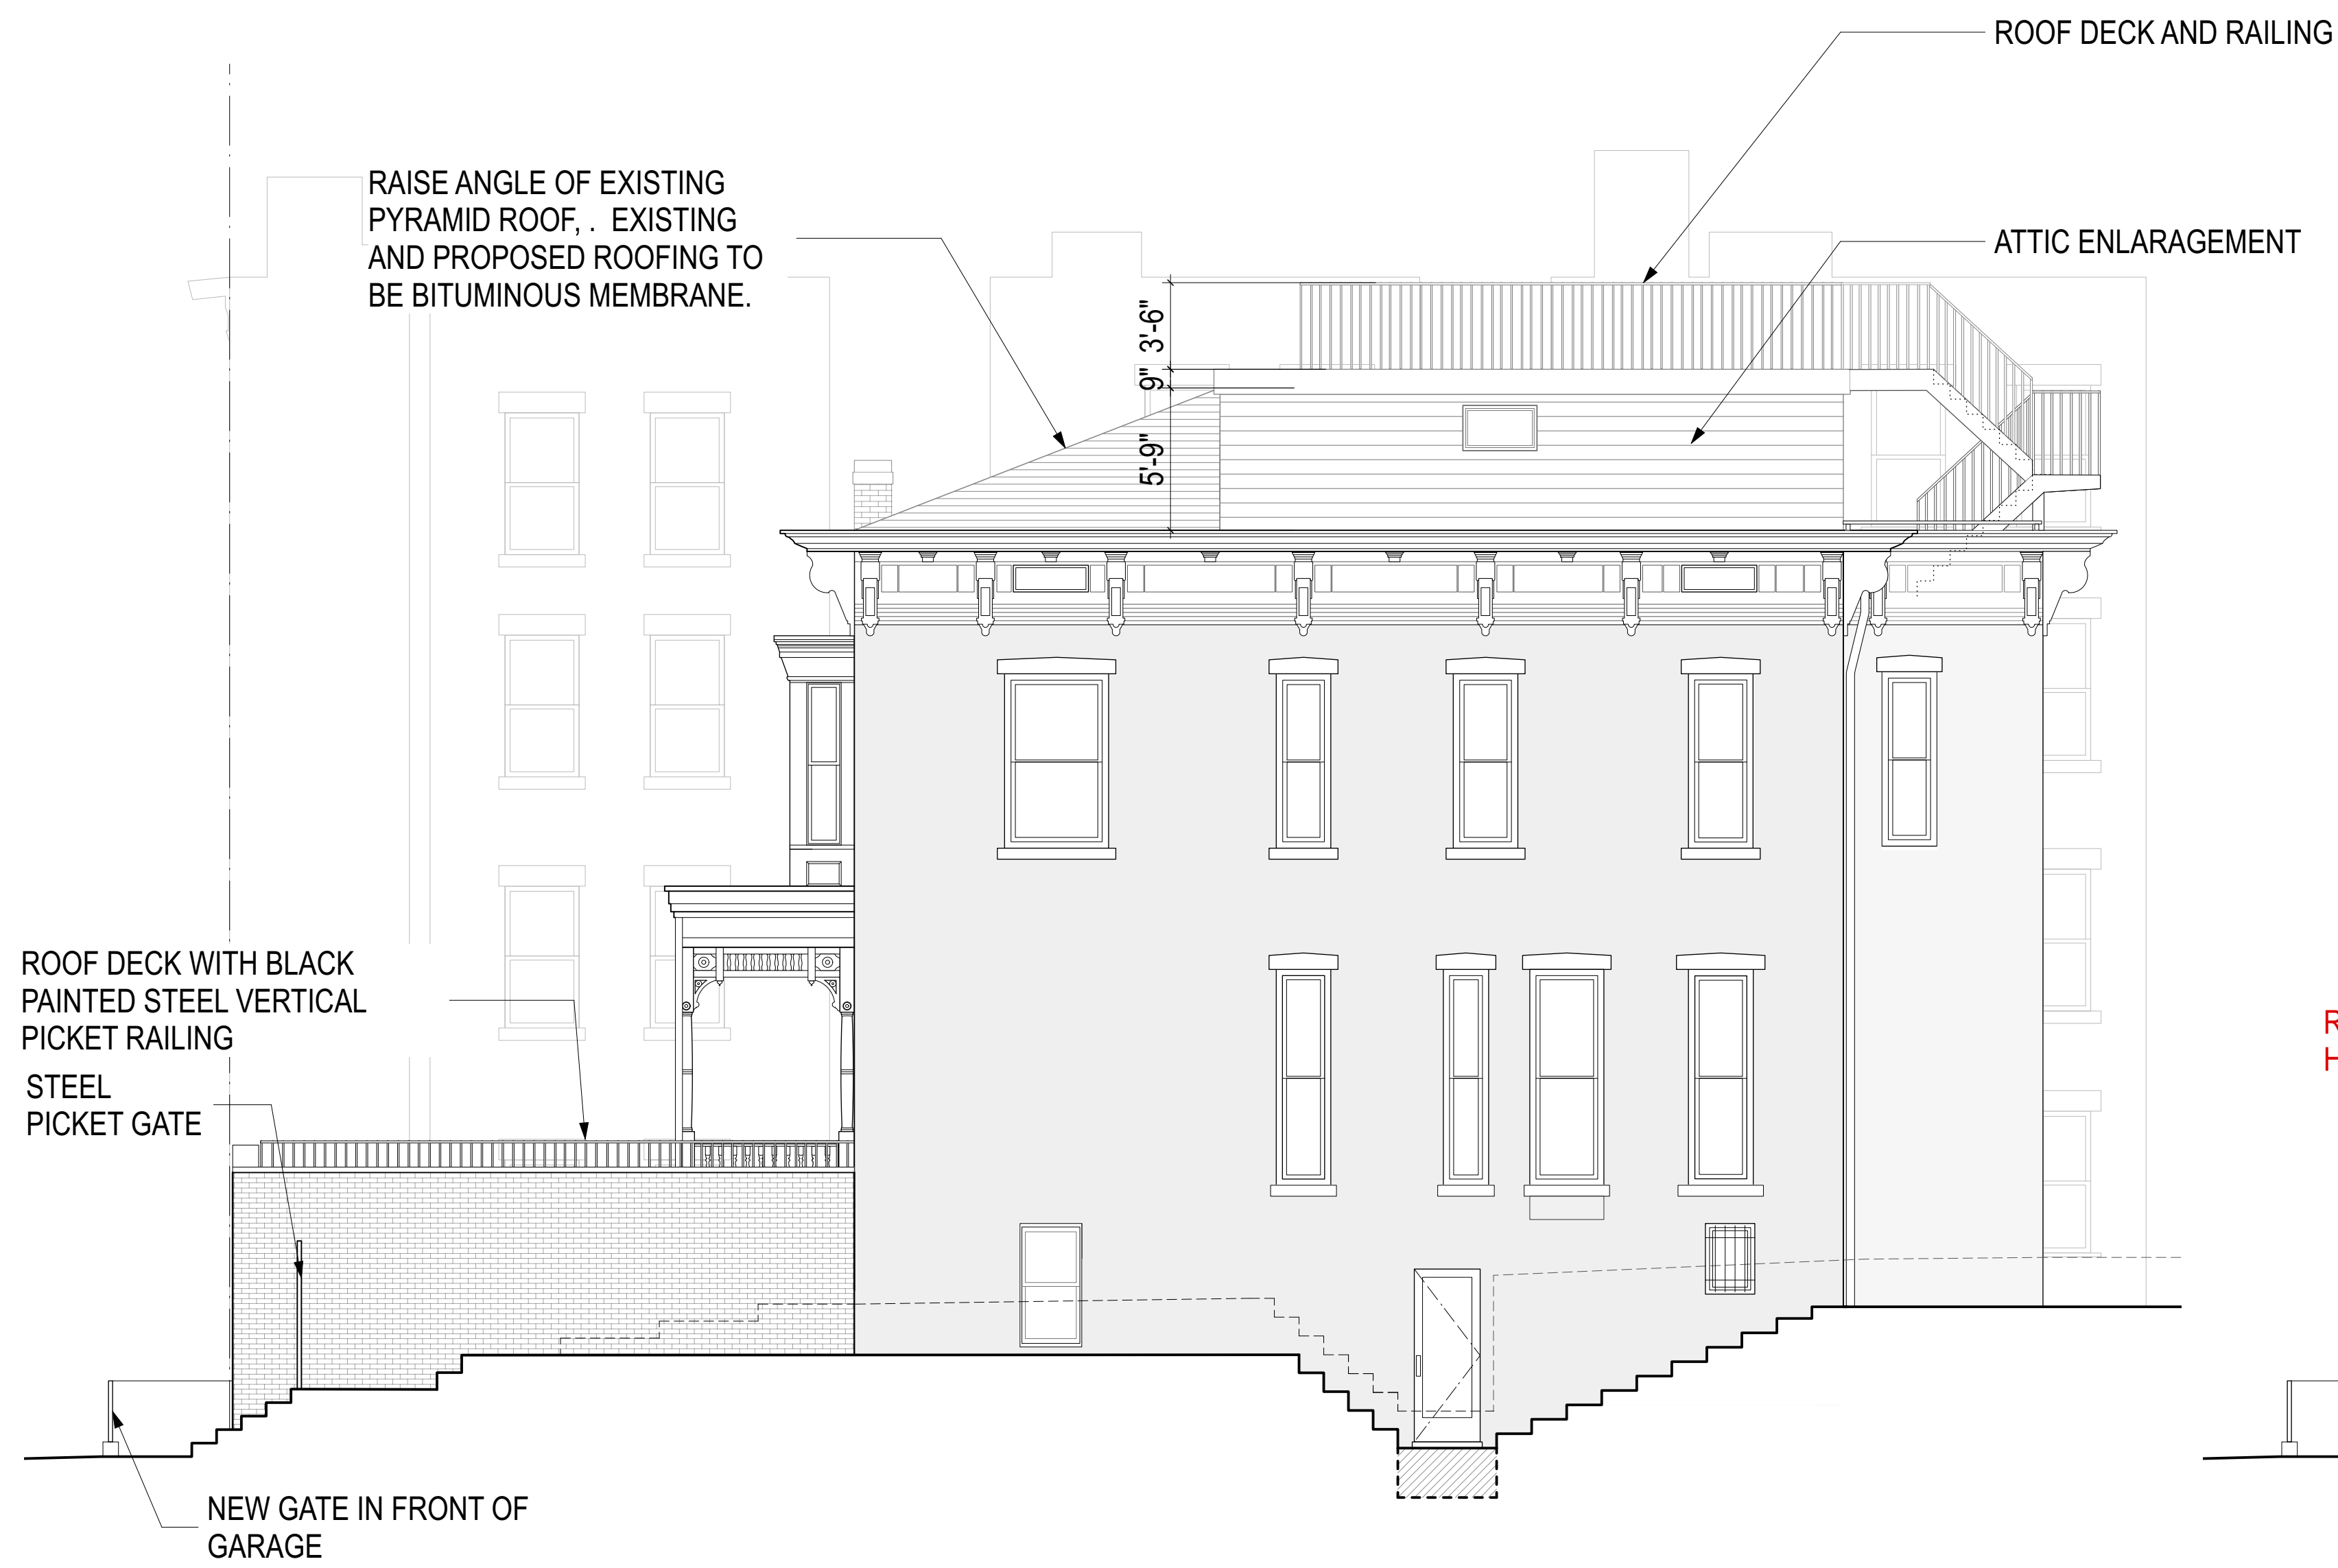 ROOF DECK AND RAILING
RAISE ANGLE OF EXISTING
PYRAMID ROOF, . EXISTING
AND PROPOSED ROOFING TO
BE BITUMINOUS MEMBRANE.
ATTIC ENLARAGEMENT
3'-6"
9"
5'-9"
ROOF DECK WITH BLACK
PAINTED STEEL VERTICAL
PICKET RAILING
STEEL
PICKET GATE
R
H
NEW GATE IN FRONT OF
GARAGE